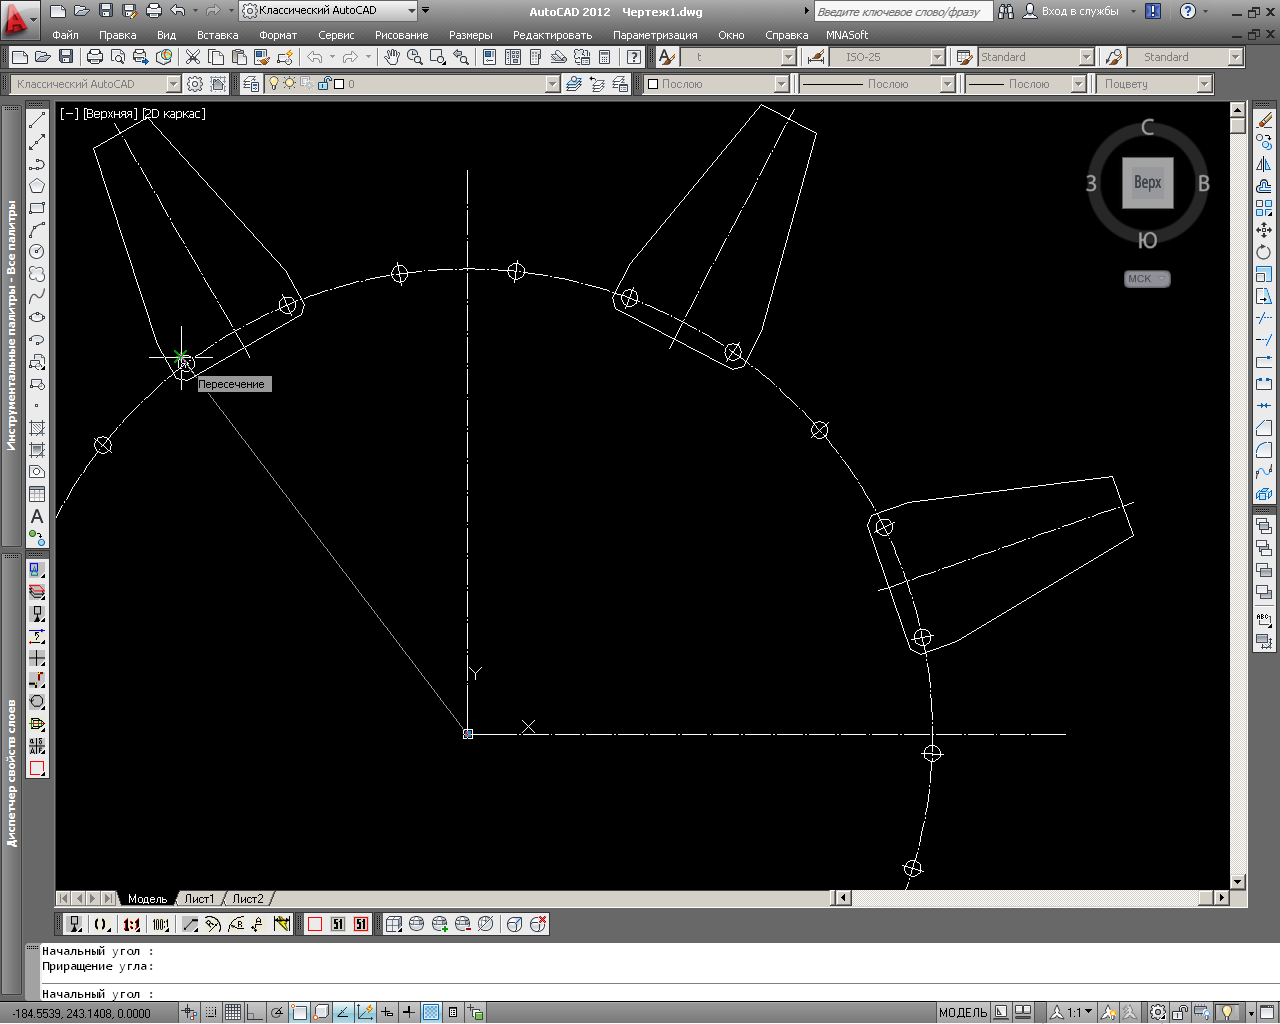 Классический AutoCAD
AutoCAD 2012 Чертеж1.dwg
Введите ключевое слово/фразу
Вход в службы
Файл Правка Вид Вставка Формат Сервис Рисование Размеры Редактировать Параметризация Окно Справка MNASoft
t ISO-25 Standard Standard
Классический AutoCAD 0 Послою Послою Послою Поцвету
[−] [Верхняя] [2D каркас]
С
З Верх В
Ю
МСК
Инструментальные палитры - Все палитры
Диспетчер свойств слоев
Пересечение
Y
X
Модель Лист1 Лист2
Начальный угол :
Приращение угла:
Начальный угол :
-184.5539, 243.1408, 0.0000
МОДЕЛЬ
1:1